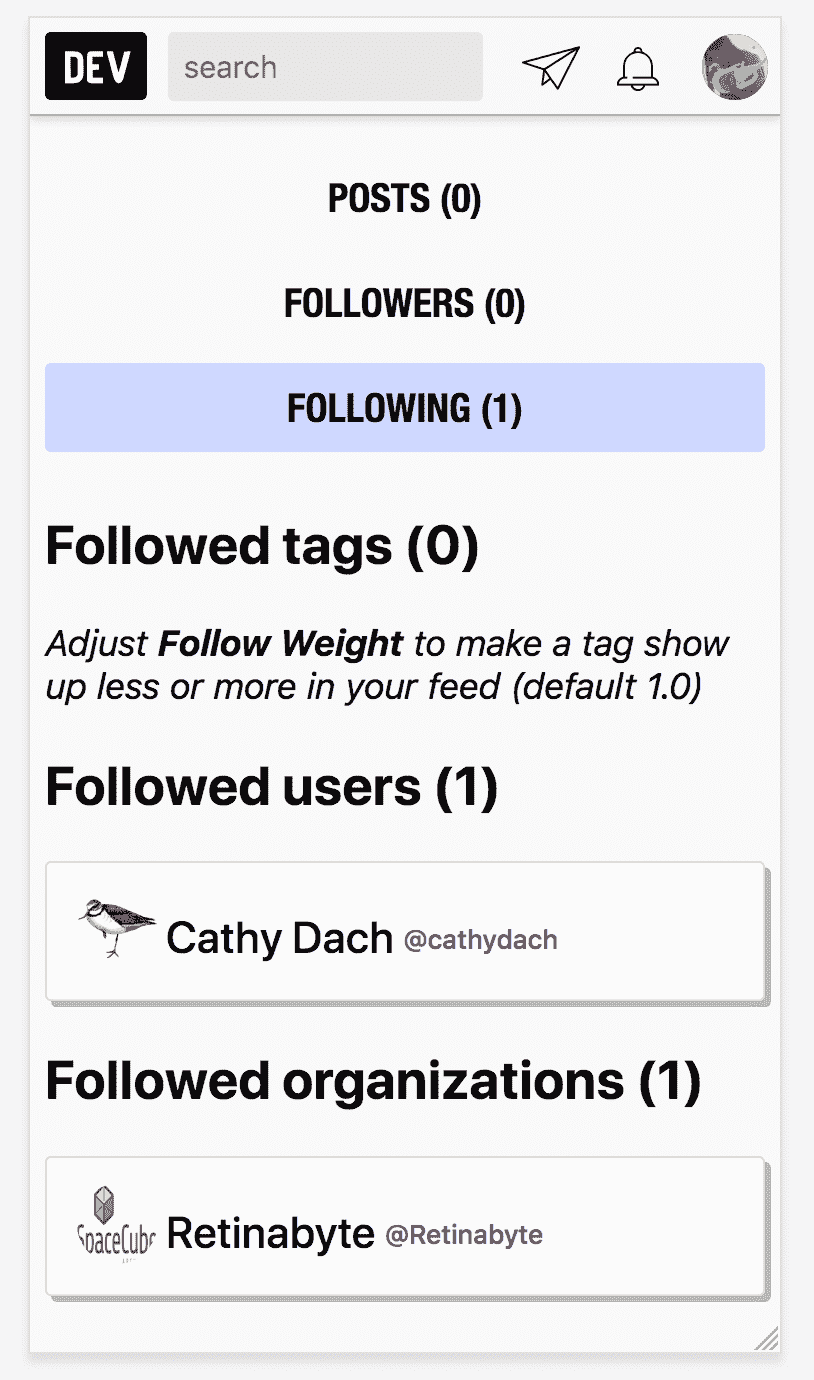 DEV
search
POSTS (0)
FOLLOWERS (0)
FOLLOWING (1)
Followed tags (0)
Adjust Follow Weight to make a tag show
up less or more in your feed (default 1.0)
Followed users (1)
Cathy Dach @cathydach
Followed organizations (1)
SpaceCube
Retinabyte @Retinabyte